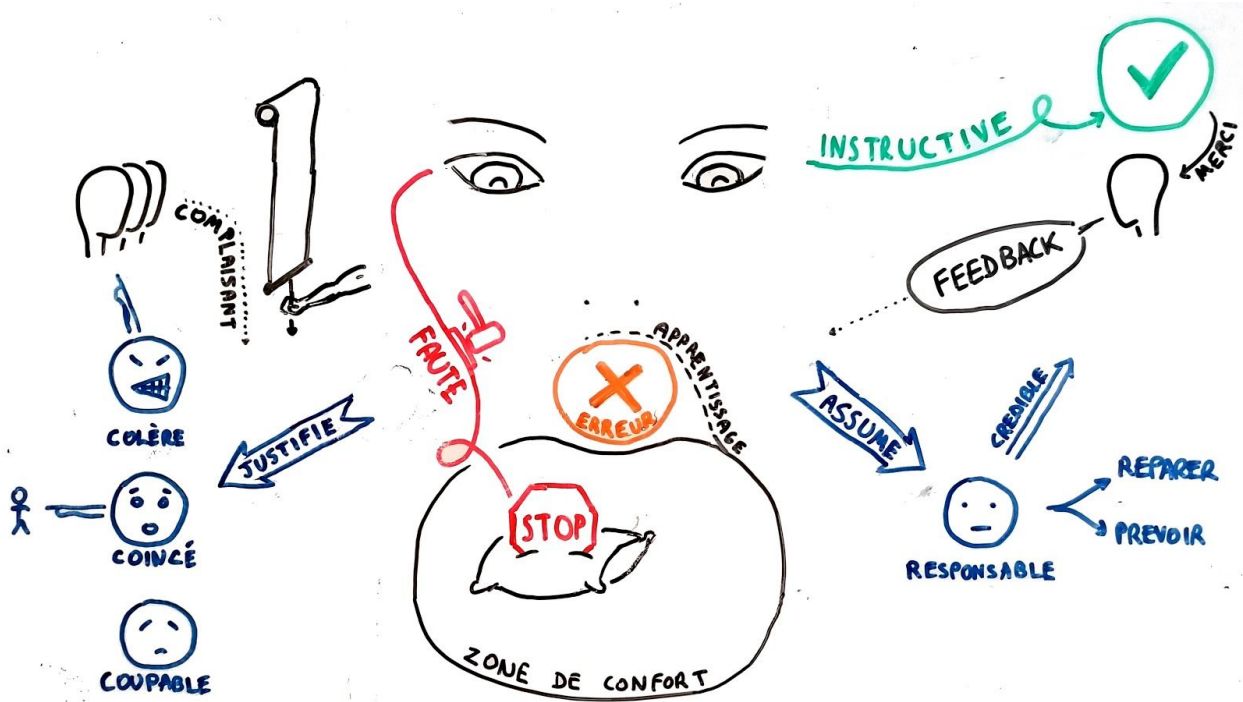 INSTRUCTIVE
MERCI
COMPLAISANT
FEEDBACK
FAUTE
APPRENTISSAGE
ERREUR
COLÈRE
JUSTIFIE
ASSUME
CREDIBLE
REPARER
PREVOIR
RESPONSABLE
STOP
COINCÉ
COUPABLE
ZONE DE CONFORT